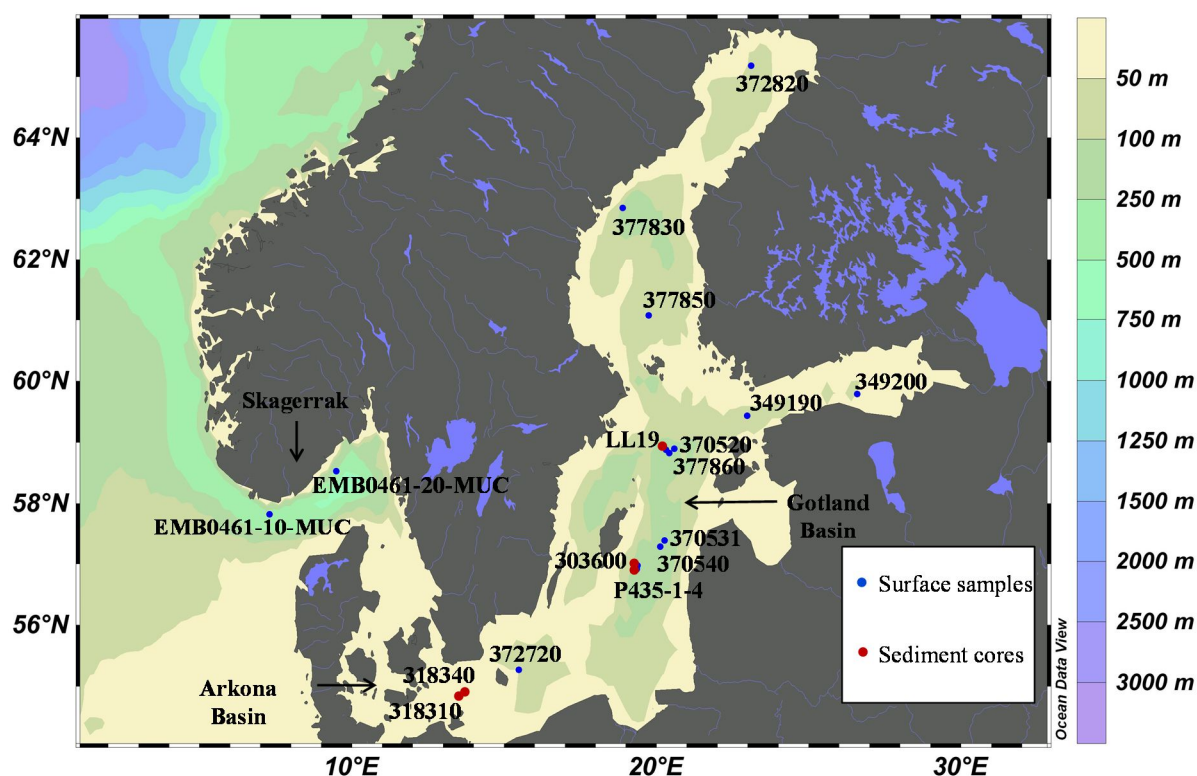 64°N
62°N
60°N
58°N
56°N
10°E
20°E
30°E
372820
377830
377850
349200
349190
Skagerrak
LL19
370520
377860
EMB0461-20-MUC
EMB0461-10-MUC
Gotland
Basin
370531
303600
370540
P435-1-4
372720
318340
318310
Arkona
Basin
Surface samples
Sediment cores
Ocean Data View
50 m
100 m
250 m
500 m
750 m
1000 m
1250 m
1500 m
2000 m
2500 m
3000 m